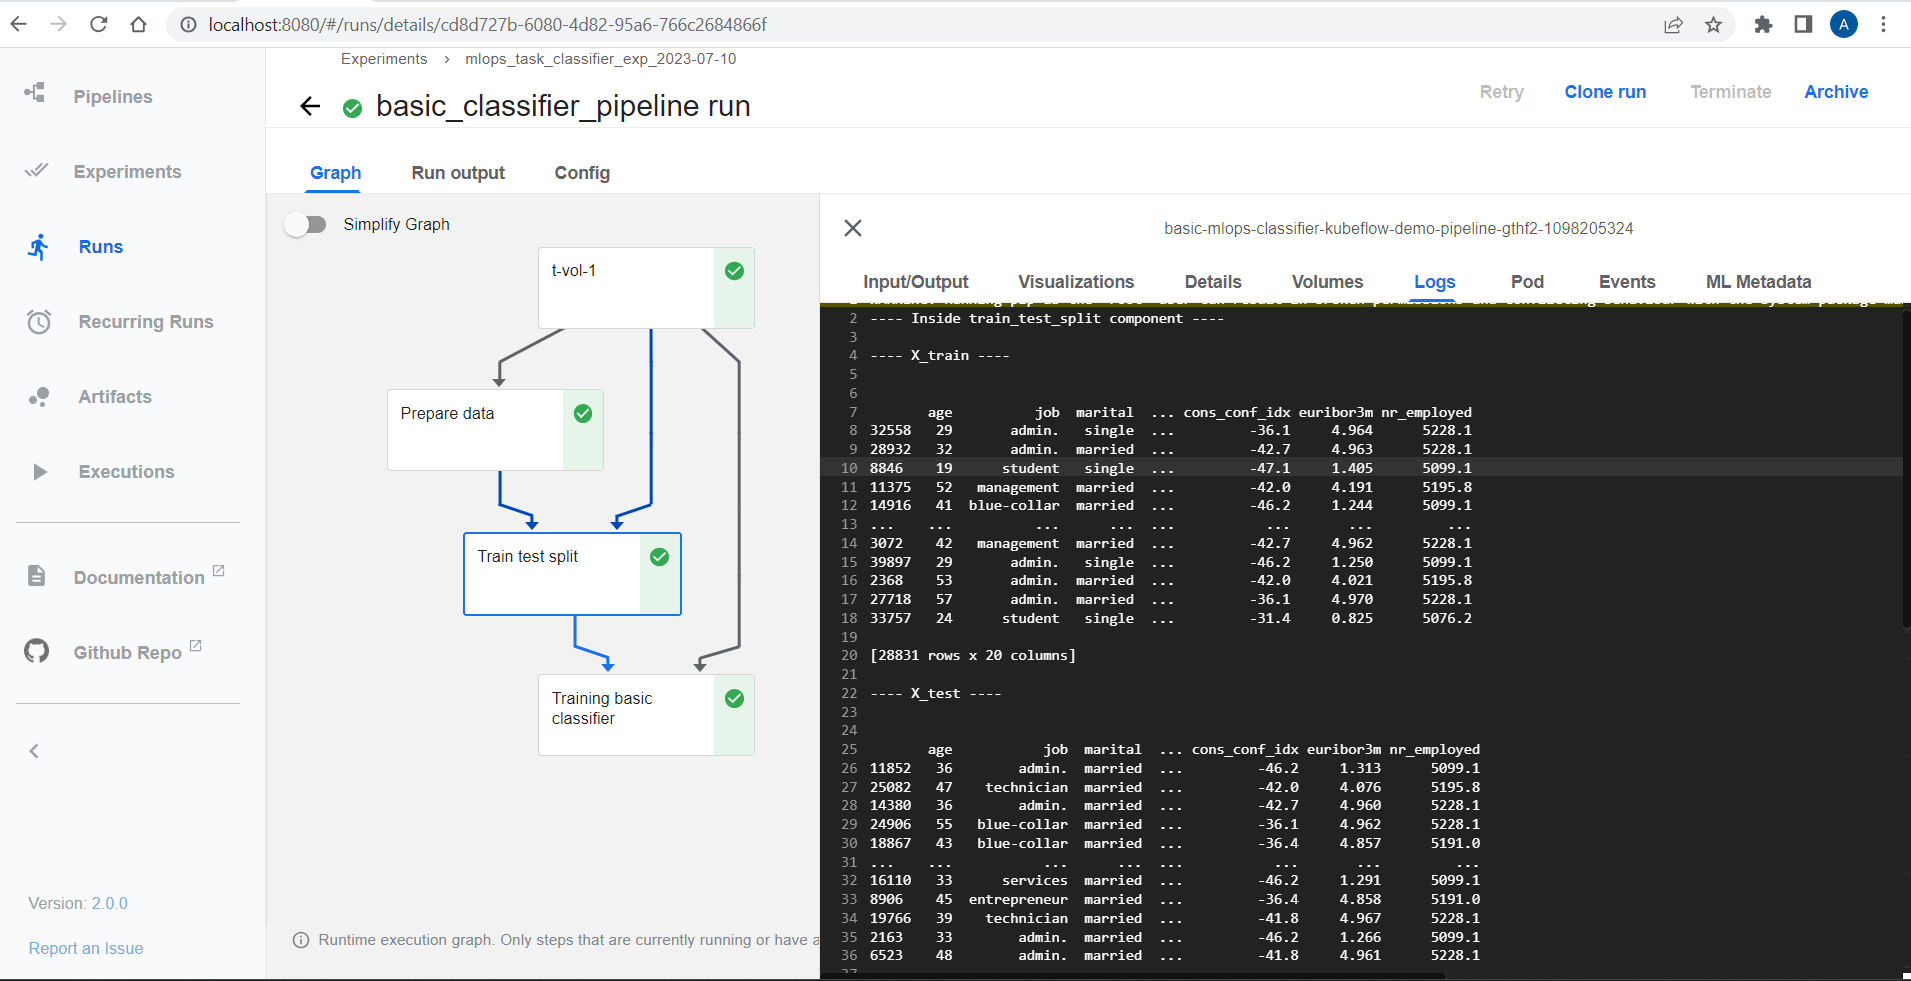 localhost:8080/#/runs/details/cd8d727b-6080-4d82-95a6-766c2684866f
A
Pipelines
Experiments
Runs
Recurring Runs
Artifacts
Executions
Documentation
Github Repo
Version: 2.0.0
Report an Issue
Experiments › mlops_task_classifier_exp_2023-07-10
basic_classifier_pipeline run
Retry Clone run Terminate Archive
Graph Run output Config
Simplify Graph
t-vol-1
Prepare data
Train test split
Training basic
classifier
Runtime execution graph. Only steps that are currently running or have a
basic-mlops-classifier-kubeflow-demo-pipeline-gthf2-1098205324
Input/Output Visualizations Details Volumes Logs Pod Events ML Metadata
2 ---- Inside train_test_split component ----
3
4 ---- X_train ----
5
6
7 age job marital ... cons_conf_idx euribor3m nr_employed
8 32558 29 admin. single ... -36.1 4.964 5228.1
9 28932 32 admin. married ... -42.7 4.963 5228.1
10 8846 19 student single ... -47.1 1.405 5099.1
11 11375 52 management married ... -42.0 4.191 5195.8
12 14916 41 blue-collar married ... -46.2 1.244 5099.1
13 ... ... ... ... ... ... ... ...
14 3072 42 management married ... -42.7 4.962 5228.1
15 39897 29 admin. single ... -46.2 1.250 5099.1
16 2368 53 admin. married ... -42.0 4.021 5195.8
17 27718 57 admin. married ... -36.1 4.970 5228.1
18 33757 24 student single ... -31.4 0.825 5076.2
19
20 [28831 rows x 20 columns]
21
22 ---- X_test ----
23
24
25 age job marital ... cons_conf_idx euribor3m nr_employed
26 11852 36 admin. married ... -46.2 1.313 5099.1
27 25082 47 technician married ... -42.0 4.076 5195.8
28 14380 36 admin. married ... -42.7 4.960 5228.1
29 24906 55 blue-collar married ... -36.1 4.962 5228.1
30 18867 43 blue-collar married ... -36.4 4.857 5191.0
31 ... ... ... ... ... ... ... ...
32 16110 33 services married ... -46.2 1.291 5099.1
33 8906 45 entrepreneur married ... -36.4 4.858 5191.0
34 19766 39 technician married ... -41.8 4.967 5228.1
35 2163 33 admin. married ... -46.2 1.266 5099.1
36 6523 48 admin. married ... -41.8 4.961 5228.1